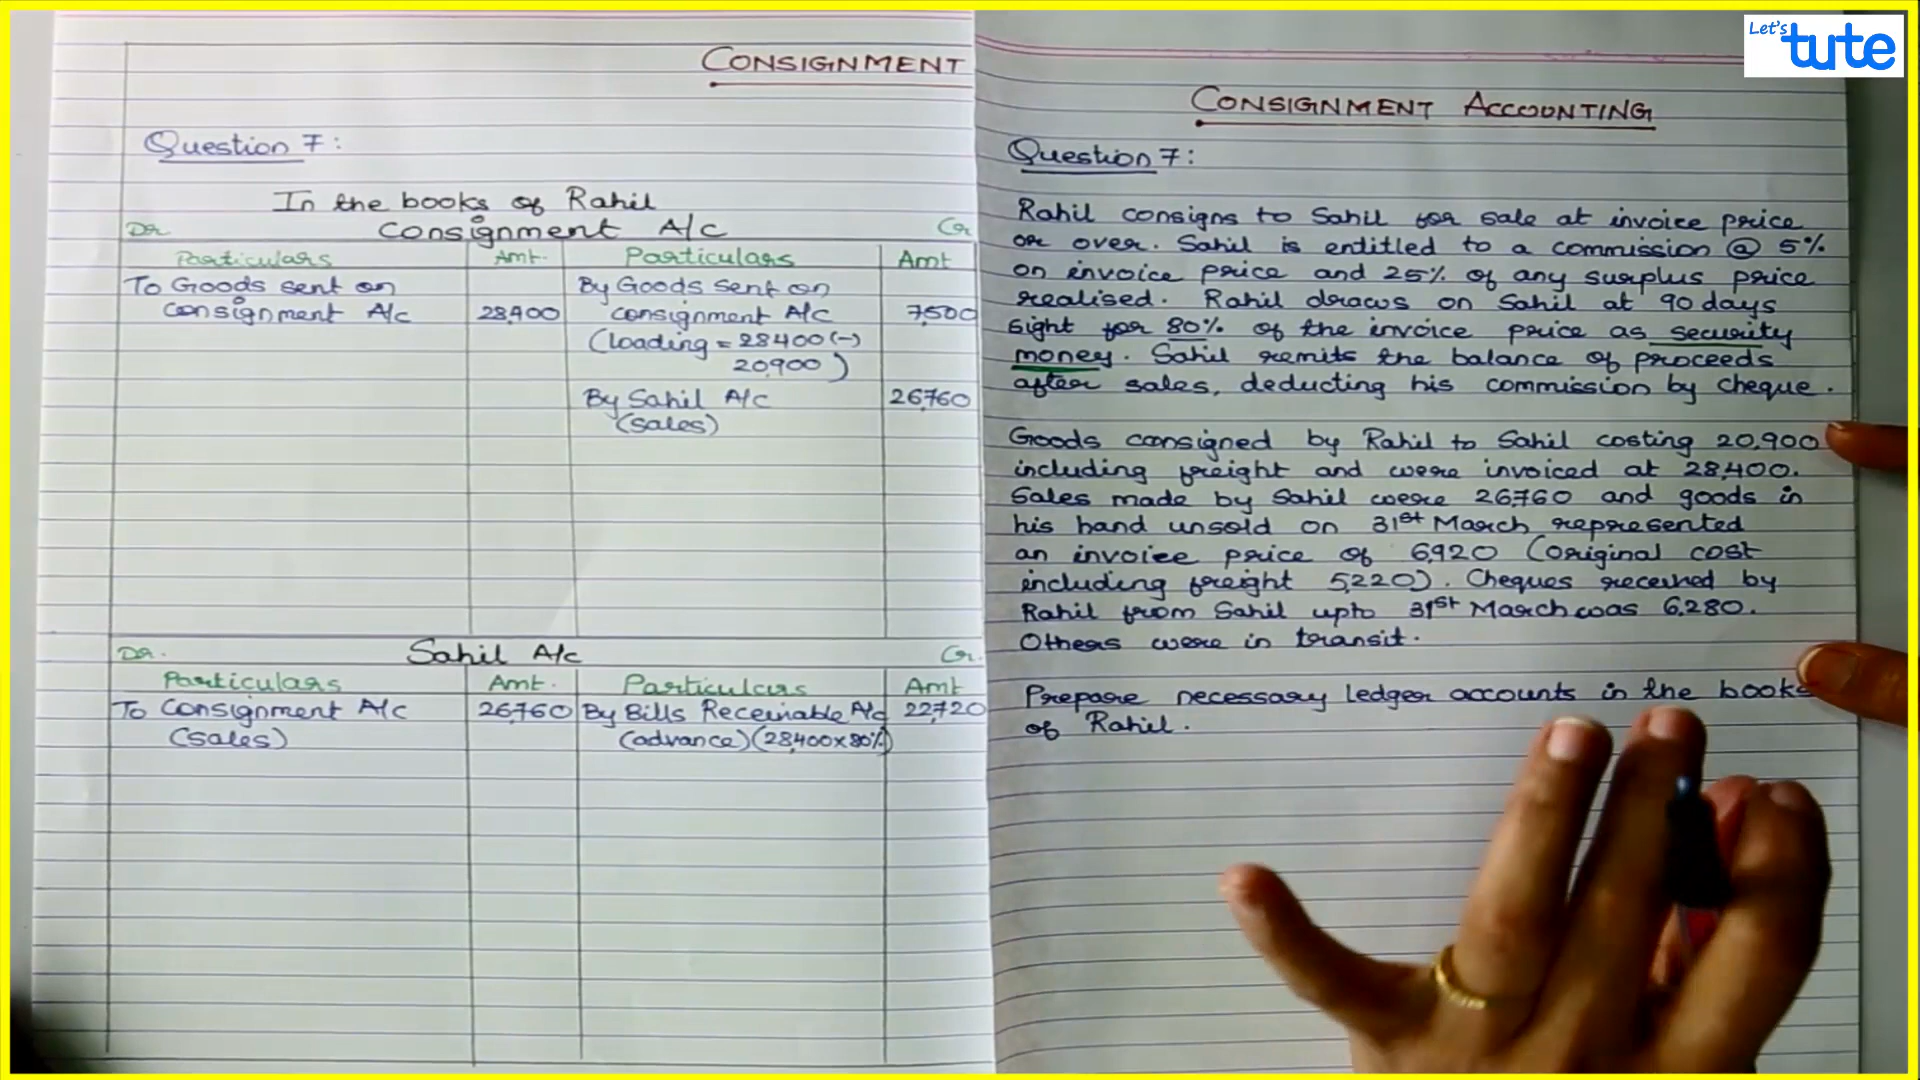 Let's
tute
CONSIGNMENT
Question 7:
In the books of Rahil
Dr Consignment A/c Cr
Particulars Amt. Particulars Amt
To Goods sent on By Goods sent on
consignment A/c 28,400 consignment A/c 7,500
(loading = 28400 (-)
20,900)
By Sahil A/c 26,760
(sales)
Dr. Sahil A/c Cr.
Particulars Amt. Particulars Amt
To Consignment A/c 26,760 By Bills Receivable A/c 22,720
(sales) (advance) (28,400x80%)
CONSIGNMENT ACCOUNTING
Question 7:
Rahil consigns to Sahil for sale at invoice price
or over. Sahil is entitled to a commission @ 5%
on invoice price and 25% of any surplus price
realised. Rahil draws on Sahil at 90 days
sight for 80% of the invoice price as security
money. Sahil remits the balance of proceeds
after sales, deducting his commission by cheque.
Goods consigned by Rahil to Sahil costing 20,900
including freight and were invoiced at 28,400.
Sales made by Sahil were 26,760 and goods in
his hand unsold on 31st March represented
an invoice price of 6,920 (original cost
including freight 5,220). Cheques received by
Rahil from Sahil upto 31st March was 6,280.
Others were in transit.
Prepare necessary ledger accounts in the books
of Rahil.